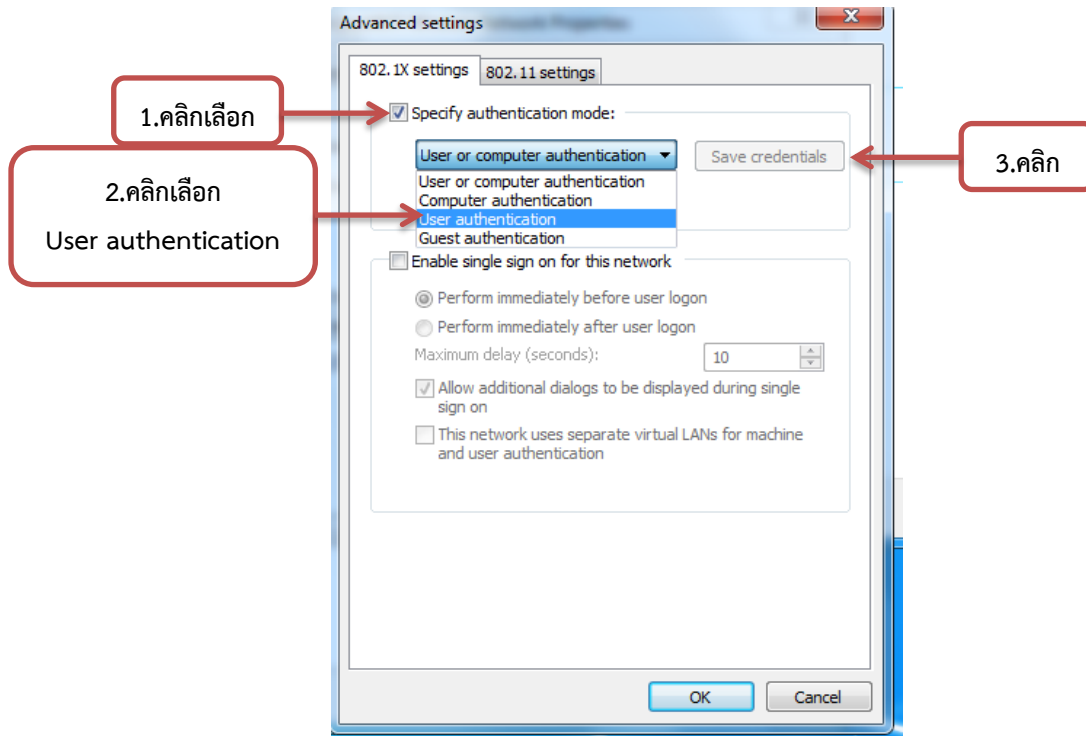 Advanced settings
802.1X settings
802.11 settings
1.คลิกเลือก
Specify authentication mode:
User or computer authentication
Save credentials
3.คลิก
2.คลิกเลือก
User authentication
User or computer authentication
Computer authentication
User authentication
Guest authentication
Enable single sign on for this network
Perform immediately before user logon
Perform immediately after user logon
Maximum delay (seconds):
10
Allow additional dialogs to be displayed during single
sign on
This network uses separate virtual LANs for machine
and user authentication
OK
Cancel